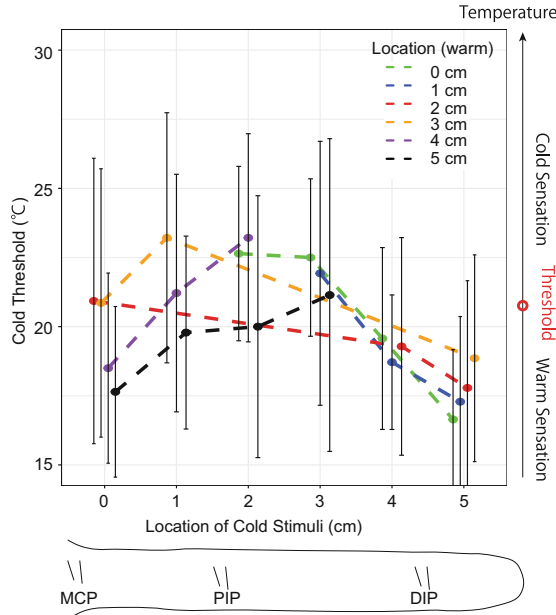 Temperature
30
25
20
15
Cold Threshold (℃)
Location (warm)
0 cm
1 cm
2 cm
3 cm
4 cm
5 cm
Cold Sensation
Threshold
Warm Sensation
0 1 2 3 4 5
Location of Cold Stimuli (cm)
MCP PIP DIP